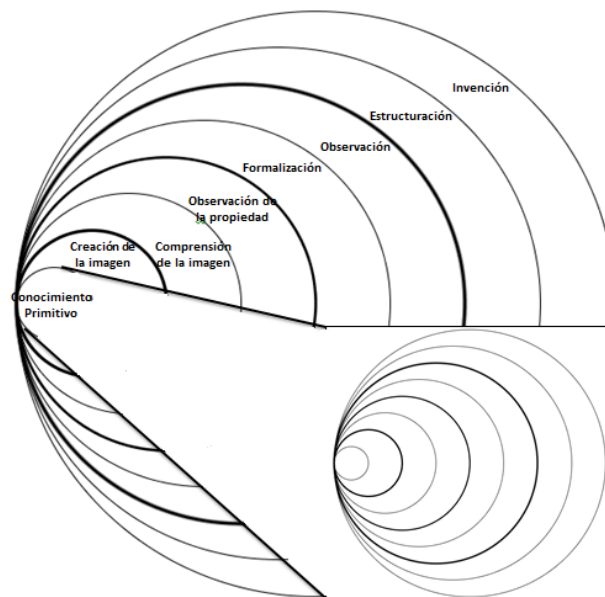 Invención
Estructuración
Observación
Formalización
Observación de
la propiedad
Creación de
la imagen
Comprensión
de la imagen
Conocimiento
Primitivo